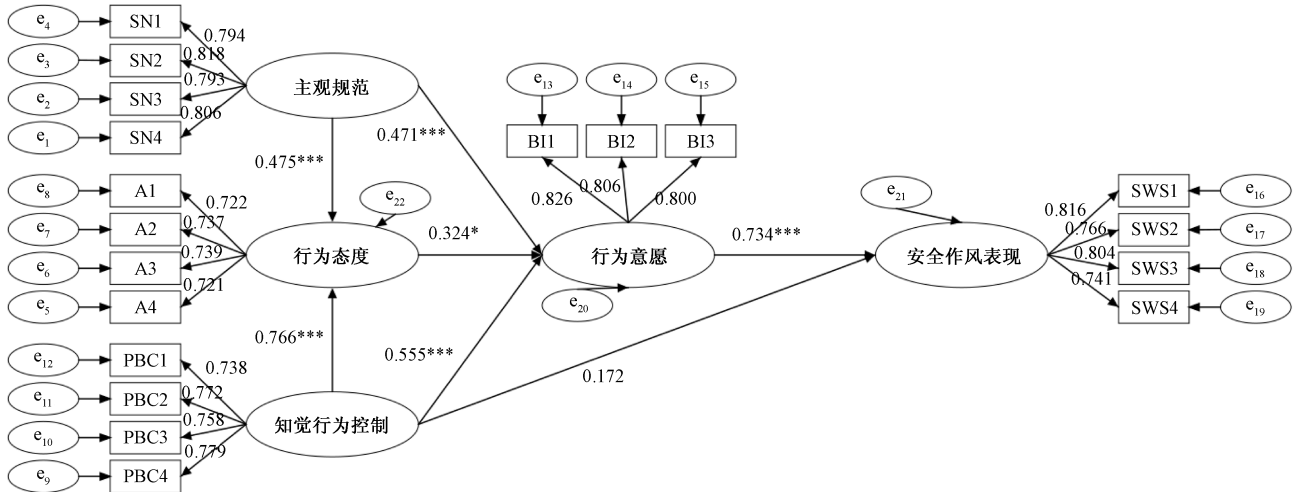 e4
SN1
0.794
e3
SN2
0.818
e2
SN3
0.793
e1
SN4
0.806
主观规范
0.471***
0.475***
e8
A1
0.722
e7
A2
0.737
e6
A3
0.739
e5
A4
0.721
e22
行为态度
0.324*
e12
PBC1
0.738
e11
PBC2
0.772
e10
PBC3
0.758
e9
PBC4
0.779
知觉行为控制
0.766***
0.555***
0.172
e13
e14
e15
BI1
BI2
BI3
0.826
0.806
0.800
行为意愿
e20
0.734***
e21
安全作风表现
0.816
SWS1
e16
0.766
SWS2
e17
0.804
SWS3
e18
0.741
SWS4
e19